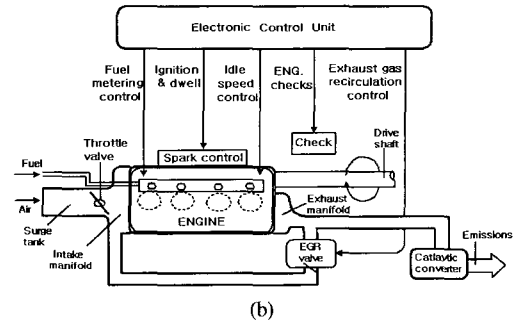 Electronic Control Unit
Fuel
metering
control
Ignition
& dwell
Idle
speed
control
ENG.
checks
Exhaust gas
recirculation
control
Check
Drive
shaft
Throttle
valve
Spark control
Fuel
Air
Surge
tank
Intake
manifold
ENGINE
Exhaust
manifold
EGR
valve
Emissions
Catlavtic
converter
(b)